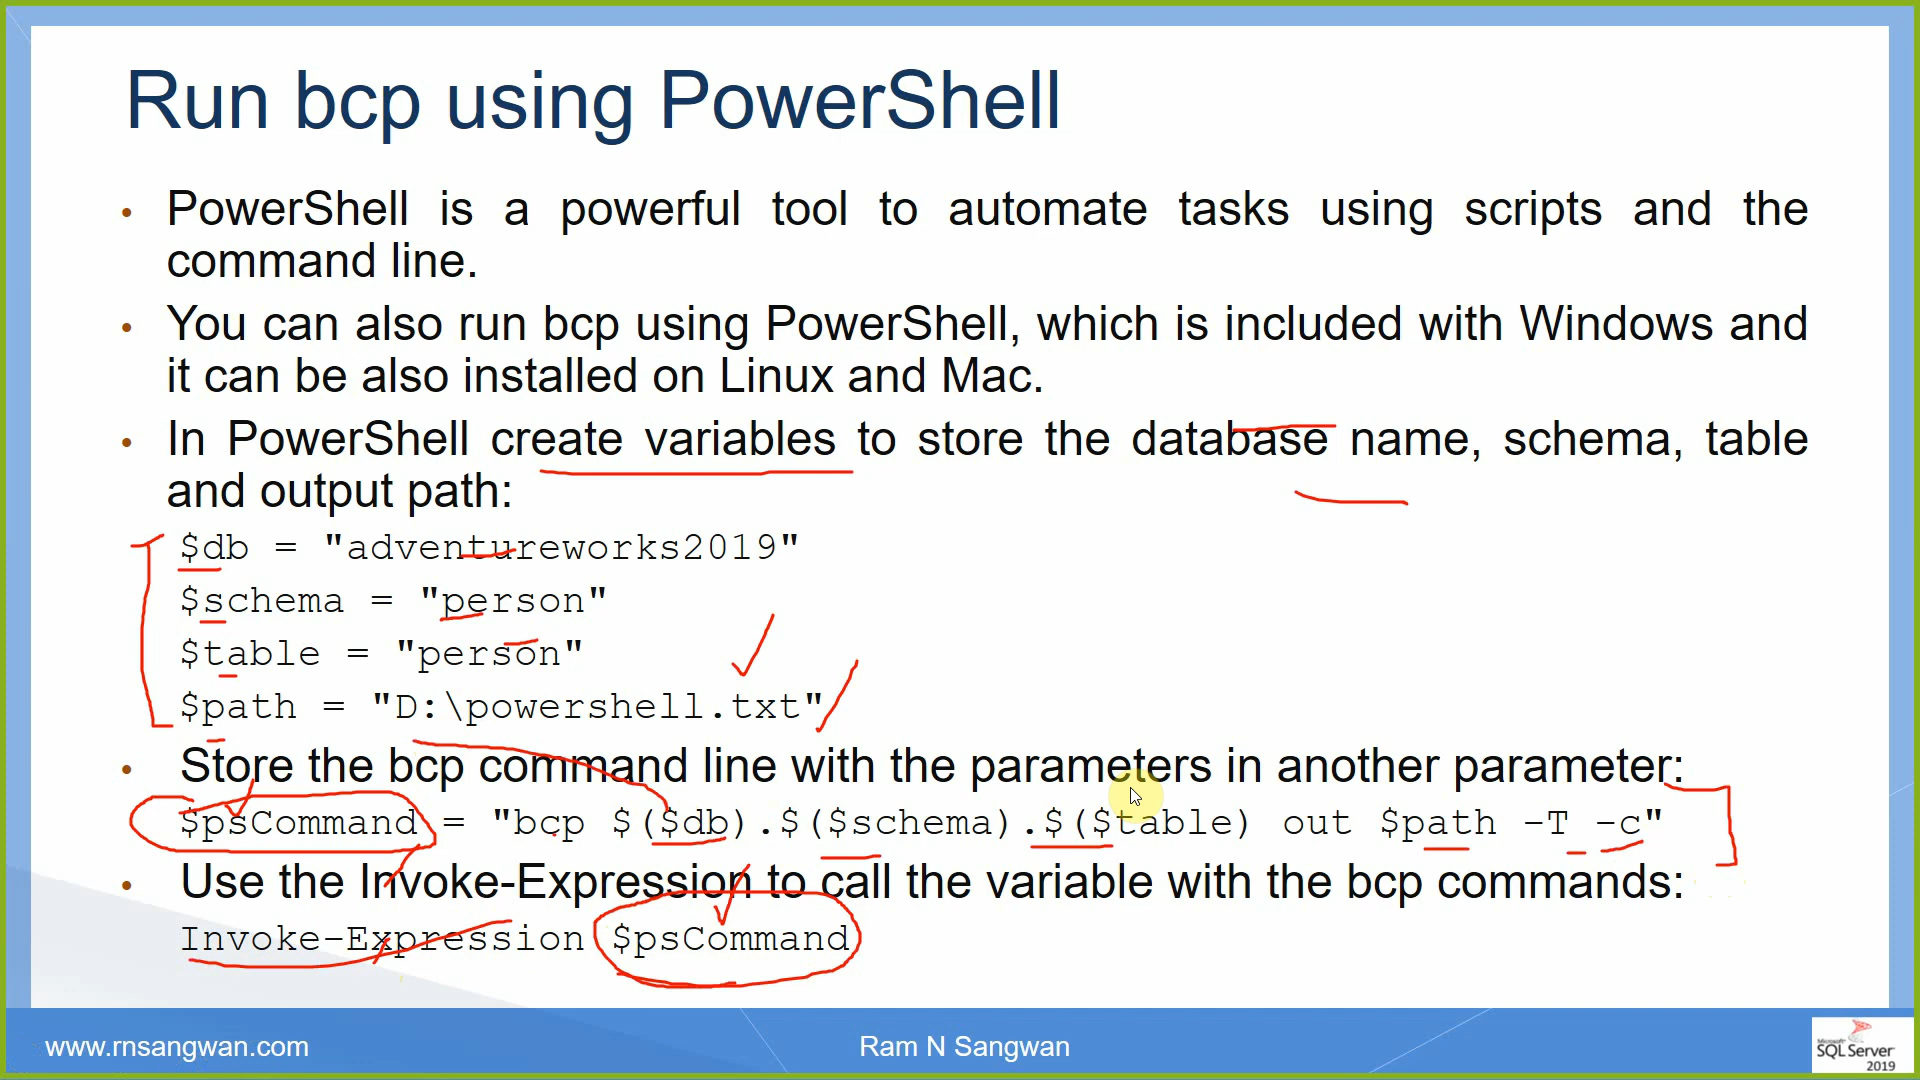 Run bcp using PowerShell
• PowerShell is a powerful tool to automate tasks using scripts and the
command line.
• You can also run bcp using PowerShell, which is included with Windows and
it can be also installed on Linux and Mac.
• In PowerShell create variables to store the database name, schema, table
and output path:
$db = "adventureworks2019"
$schema = "person"
$table = "person"
$path = "D:\powershell.txt"
• Store the bcp command line with the parameters in another parameter:
$psCommand = "bcp $($db).$($schema).$($table) out $path -T -c"
• Use the Invoke-Expression to call the variable with the bcp commands:
Invoke-Expression $psCommand
www.rnsangwan.com
Ram N Sangwan
Microsoft
SQL Server
2019